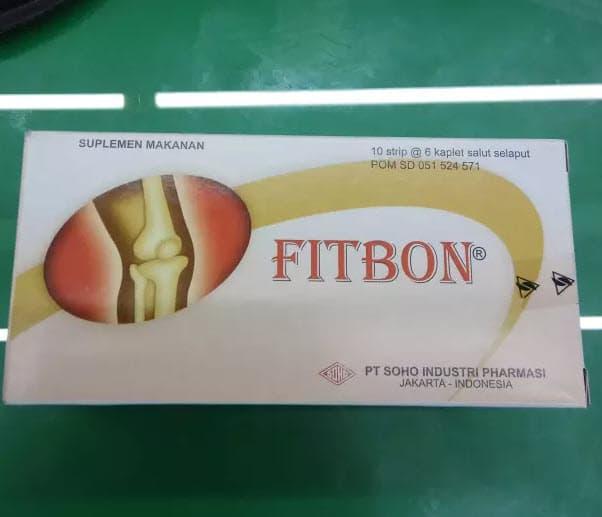 SUPLEMEN MAKANAN
10 strip @ 6 kaplet salut selaput
POM SD 051 524 571
FITBON®
SOHO
PT SOHO INDUSTRI PHARMASI
JAKARTA - INDONESIA